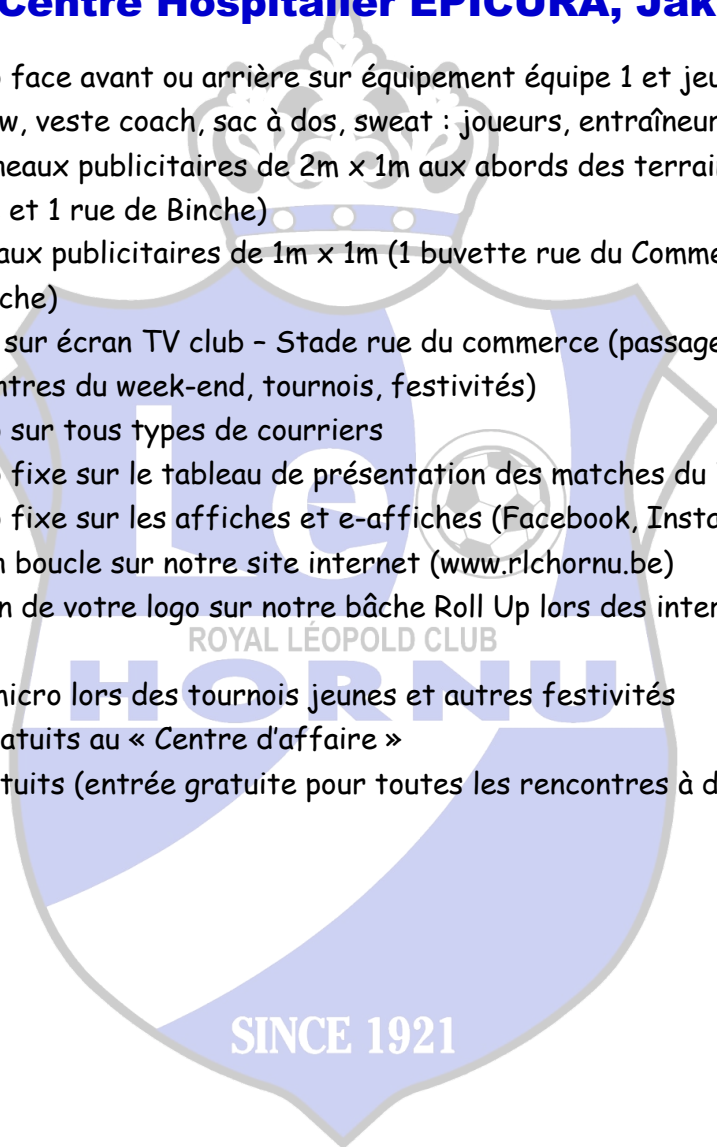 Centre Hospitalier EPICURA, Jak
face avant ou arrière sur équipement équipe 1 et jeu
w, veste coach, sac à dos, sweat : joueurs, entraîneur
neaux publicitaires de 2m x 1m aux abords des terrai
et 1 rue de Binche)
aux publicitaires de 1m x 1m (1 buvette rue du Comme
che)
sur écran TV club – Stade rue du commerce (passage
ntres du week-end, tournois, festivités)
o sur tous types de courriers
o fixe sur le tableau de présentation des matches du
o fixe sur les affiches et e-affiches (Facebook, Insta
n boucle sur notre site internet (www.rlchornu.be)
n de votre logo sur notre bâche Roll Up lors des inter
micro lors des tournois jeunes et autres festivités
atuits au « Centre d'affaire »
tuits (entrée gratuite pour toutes les rencontres à d
Léo
ROYAL LÉOPOLD CLUB
HORNU
SINCE 1921